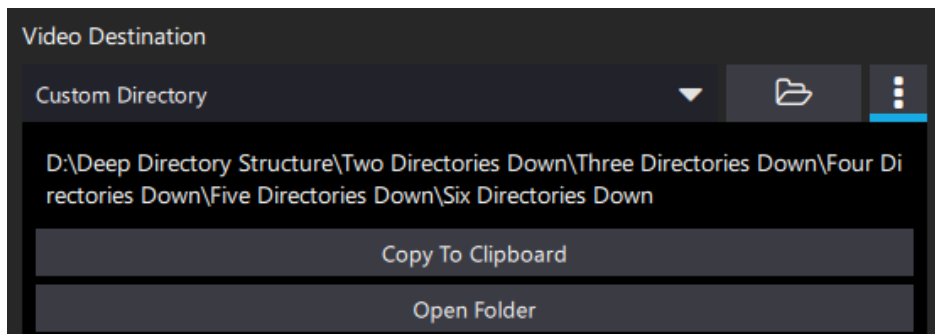 Video Destination
Custom Directory
D:\Deep Directory Structure\Two Directories Down\Three Directories Down\Four Di
rectories Down\Five Directories Down\Six Directories Down
Copy To Clipboard
Open Folder